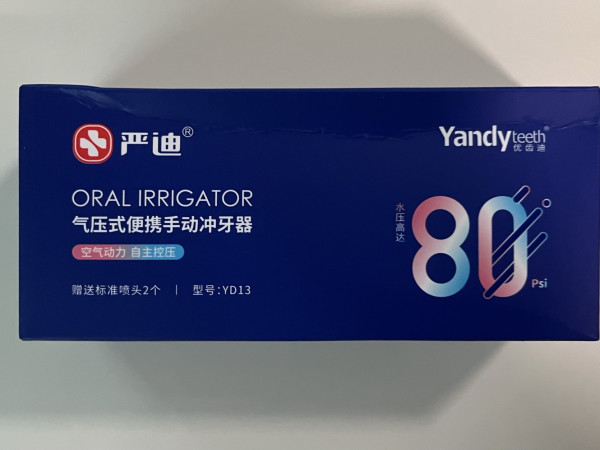 严迪®
Yandy teeth®
优齿迪
ORAL IRRIGATOR
气压式便携手动冲牙器
空气动力 自主控压
赠送标准喷头2个 | 型号:YD13
水压高达
80
Psi